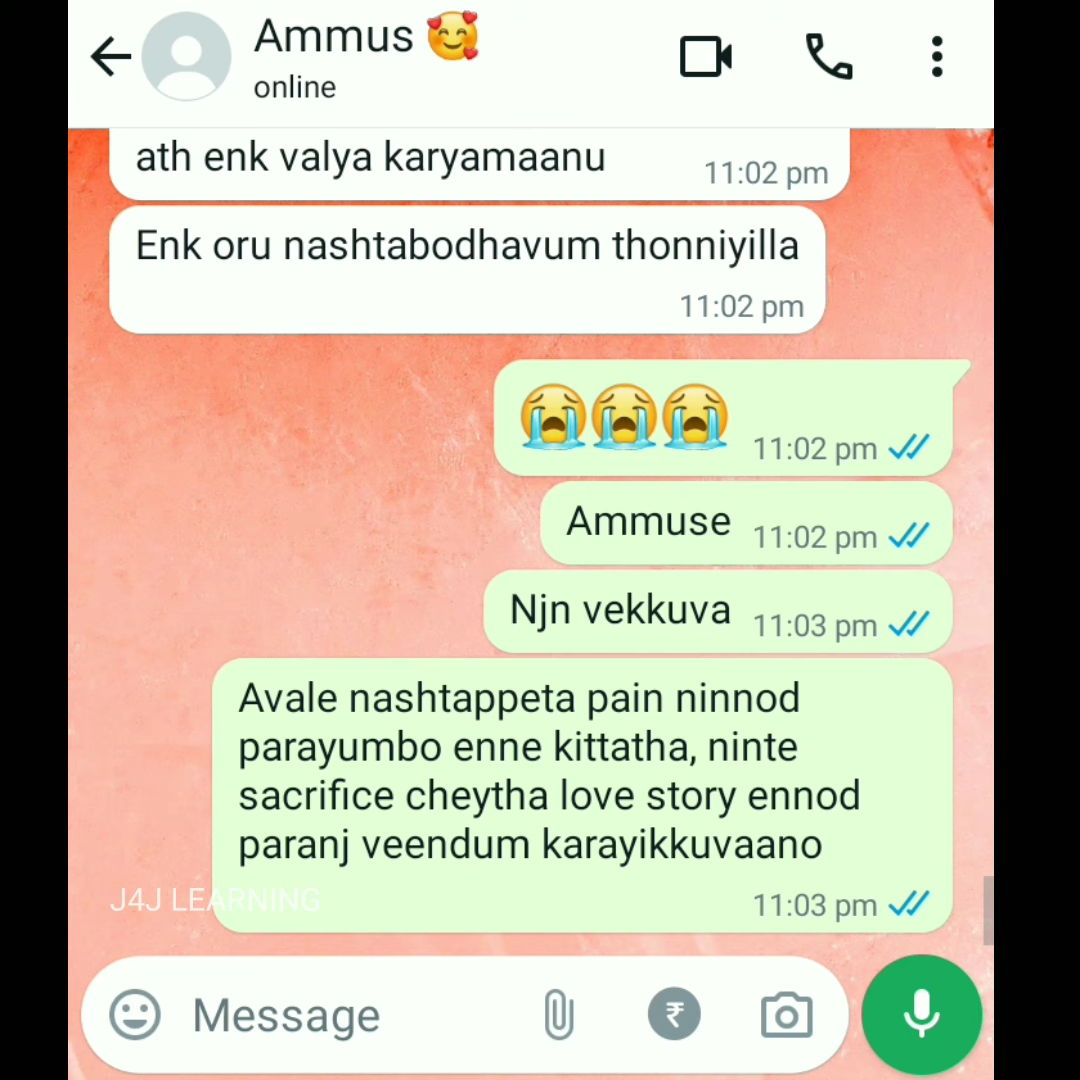 Ammus 🥰
online
ath enk valya karyamaanu
11:02 pm
Enk oru nashtabodhavum thonniyilla
11:02 pm
😭😭😭 11:02 pm
Ammuse 11:02 pm
Njn vekkuva 11:03 pm
Avale nashtappeta pain ninnod
parayumbo enne kittatha, ninte
sacrifice cheytha love story ennod
paranj veendum karayikkuvaano
11:03 pm
J4J LEARNING
Message ₹